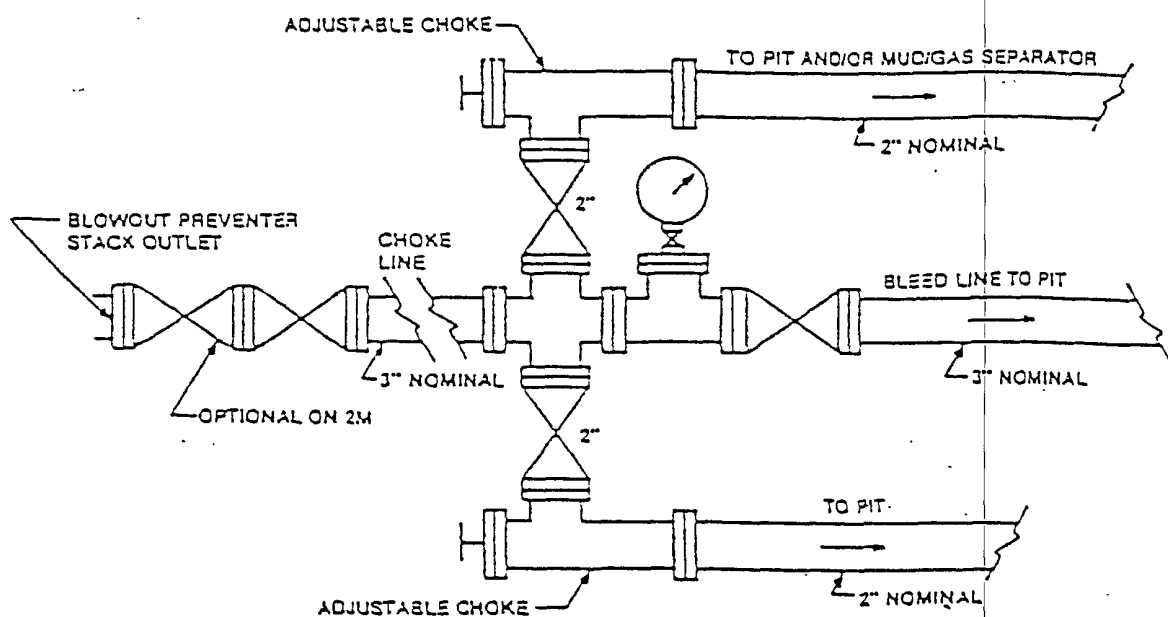 ADJUSTABLE CHOKE
TO PIT AND/OR MUD/GAS SEPARATOR
2" NOMINAL
2"
BLOWOUT PREVENTER
STACK OUTLET
CHOKE
LINE
BLEED LINE TO PIT
3" NOMINAL
3" NOMINAL
OPTIONAL ON 2M
2"
TO PIT
2" NOMINAL
ADJUSTABLE CHOKE